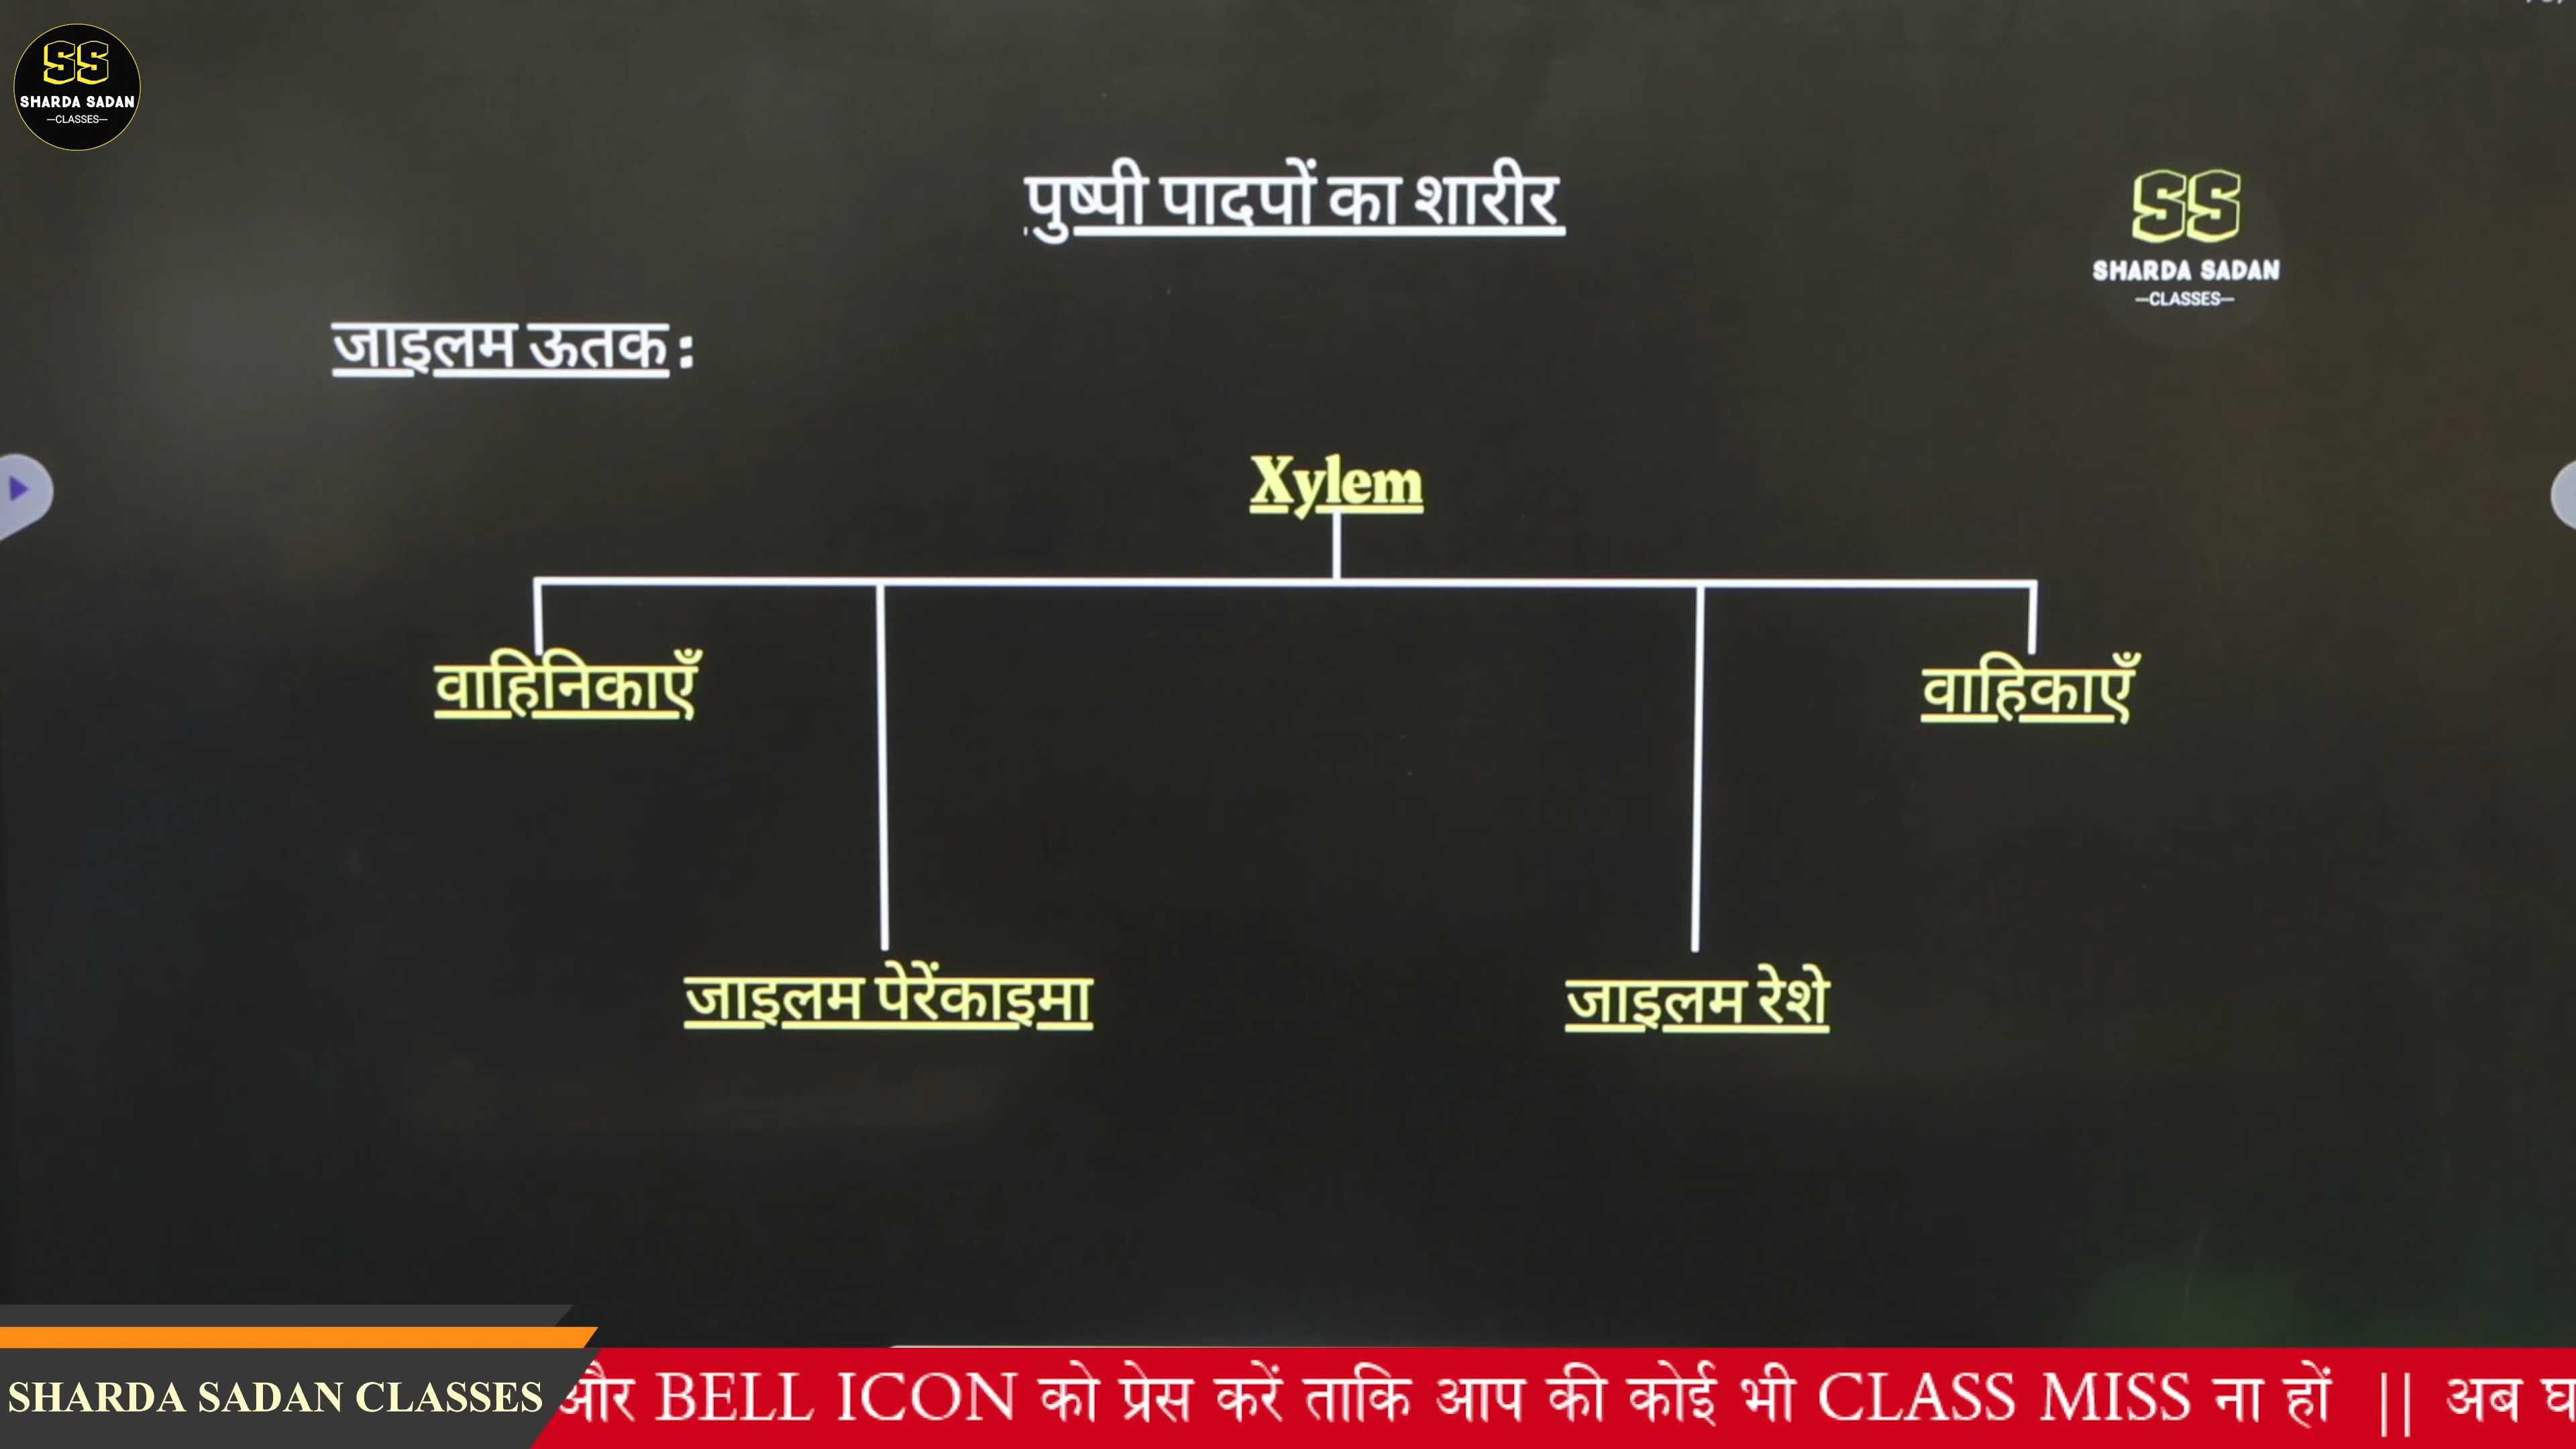 SS
SHARDA SADAN
—CLASSES—
पुष्पी पादपों का शारीर
SS
SHARDA SADAN
—CLASSES—
जाइलम ऊतक :
Xylem
वाहिनिकाएँ
वाहिकाएँ
जाइलम पेरेंकाइमा
जाइलम रेशे
SHARDA SADAN CLASSES
और BELL ICON को प्रेस करें ताकि आप की कोई भी CLASS MISS ना हों || अब